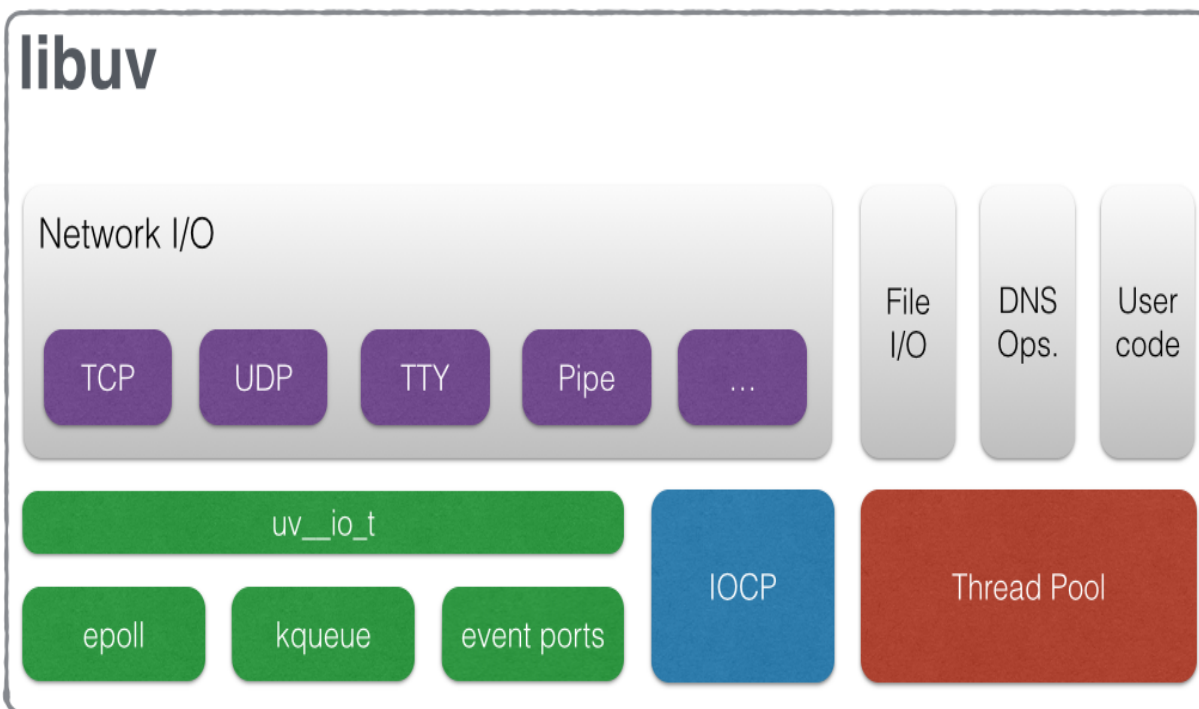 libuv
Network I/O
TCP
UDP
TTY
Pipe
...
File
I/O
DNS
Ops.
User
code
uv__io_t
epoll
kqueue
event ports
IOCP
Thread Pool